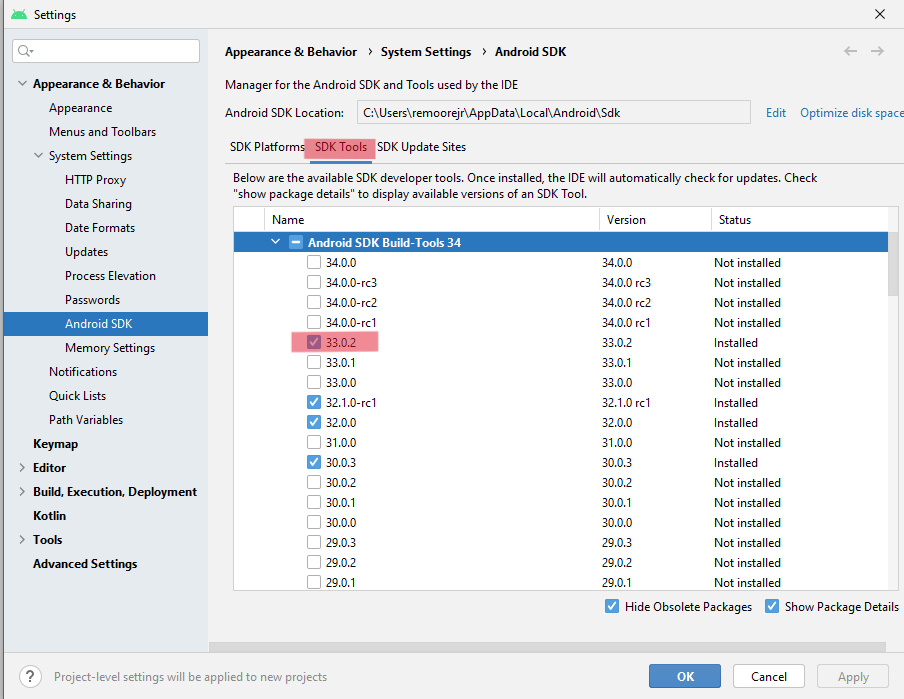 Settings
Appearance & Behavior
Appearance
Menus and Toolbars
System Settings
HTTP Proxy
Data Sharing
Date Formats
Updates
Process Elevation
Passwords
Android SDK
Memory Settings
Notifications
Quick Lists
Path Variables
Keymap
Editor
Build, Execution, Deployment
Kotlin
Tools
Advanced Settings
Appearance & Behavior › System Settings › Android SDK
Manager for the Android SDK and Tools used by the IDE
Android SDK Location: C:\Users\remoorejr\AppData\Local\Android\Sdk Edit Optimize disk space
SDK Platforms SDK Tools SDK Update Sites
Below are the available SDK developer tools. Once installed, the IDE will automatically check for updates. Check
"show package details" to display available versions of an SDK Tool.
Name Version Status
Android SDK Build-Tools 34
34.0.0 34.0.0 Not installed
34.0.0-rc3 34.0.0 rc3 Not installed
34.0.0-rc2 34.0.0 rc2 Not installed
34.0.0-rc1 34.0.0 rc1 Not installed
33.0.2 33.0.2 Installed
33.0.1 33.0.1 Not installed
33.0.0 33.0.0 Not installed
32.1.0-rc1 32.1.0 rc1 Installed
32.0.0 32.0.0 Installed
31.0.0 31.0.0 Not installed
30.0.3 30.0.3 Installed
30.0.2 30.0.2 Not installed
30.0.1 30.0.1 Not installed
30.0.0 30.0.0 Not installed
29.0.3 29.0.3 Not installed
29.0.2 29.0.2 Not installed
29.0.1 29.0.1 Not installed
Hide Obsolete Packages Show Package Details
? Project-level settings will be applied to new projects
OK Cancel Apply